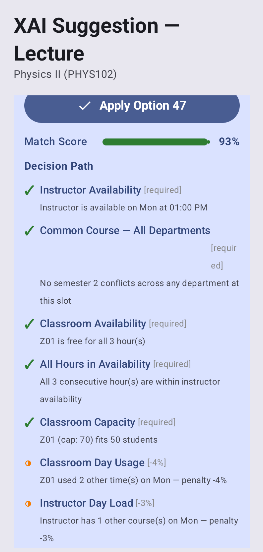 XAI Suggestion —
Lecture
Physics II (PHYS102)
Apply Option 47
Match Score 93%
Decision Path
Instructor Availability [required]
Instructor is available on Mon at 01:00 PM
Common Course — All Departments
[requir
ed]
No semester 2 conflicts across any department at
this slot
Classroom Availability [required]
Z01 is free for all 3 hour(s)
All Hours in Availability [required]
All 3 consecutive hour(s) are within instructor
availability
Classroom Capacity [required]
Z01 (cap: 70) fits 50 students
Classroom Day Usage [-4%]
Z01 used 2 other time(s) on Mon — penalty -4%
Instructor Day Load [-3%]
Instructor has 1 other course(s) on Mon — penalty
-3%